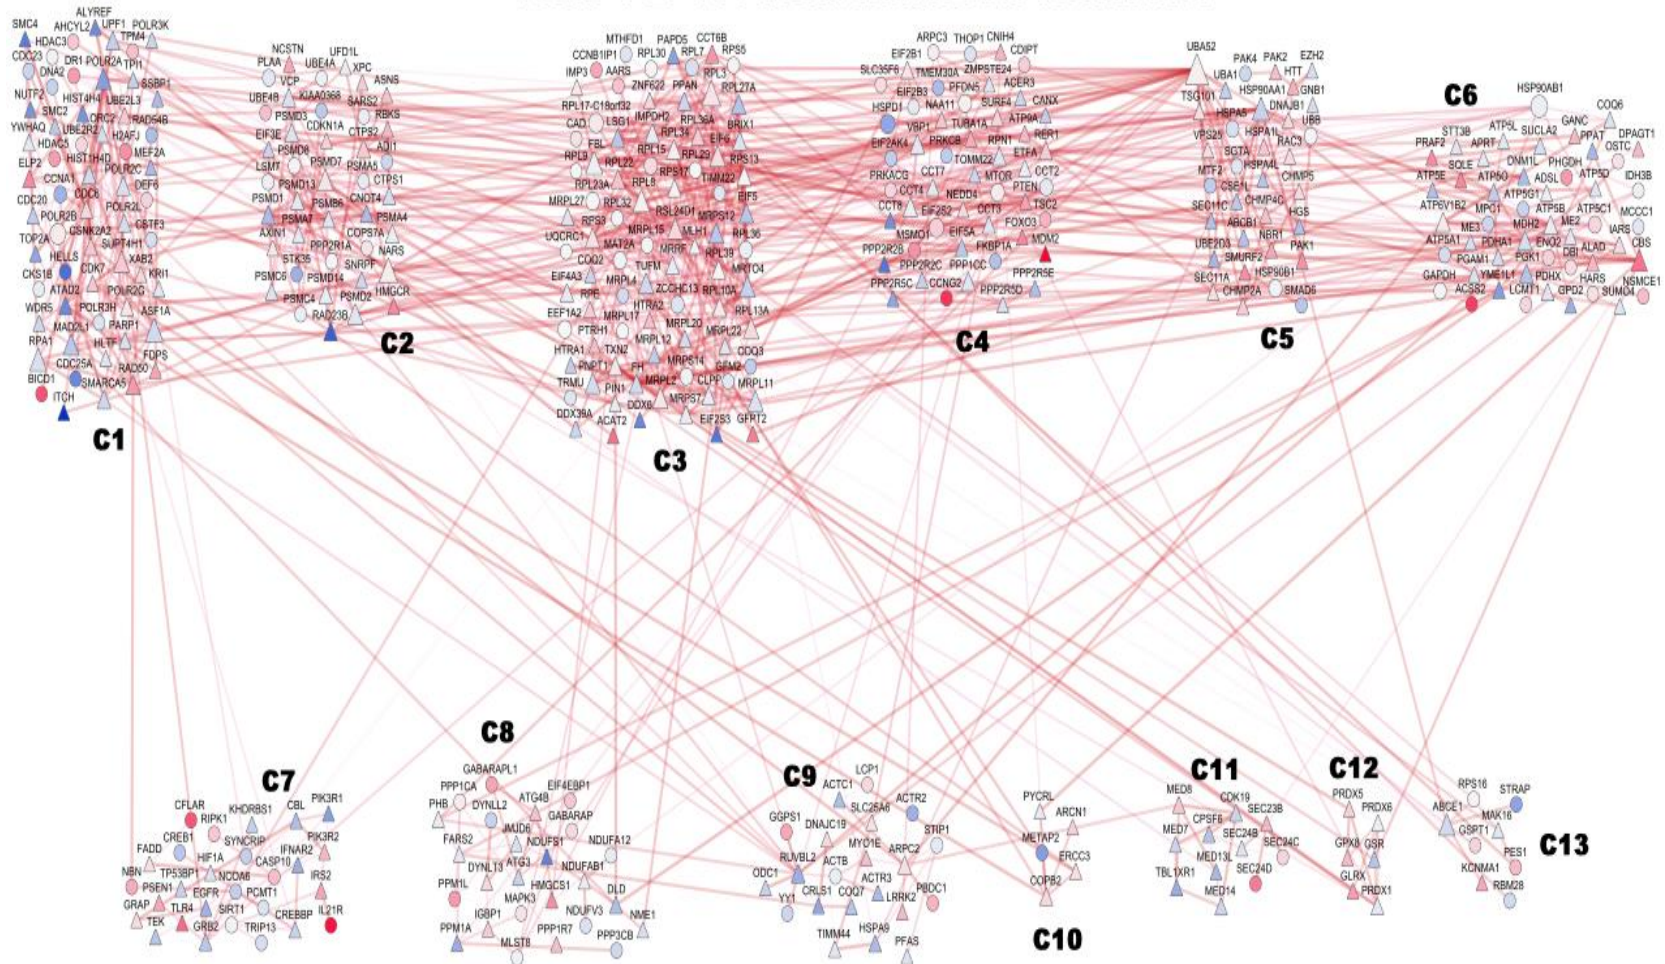 SMC4
ALYREF
AHCYL2
UPF1
POLR3K
HDAC3
TPM4
CDC23
DR1
POLR2A
TPI1
DNA2
SSBP1
NUTF2
HIST4H4
UBE2L3
SMC2
ORC2
RAD54B
YWHAQ
UBE2R2
H2AFJ
HDAC5
MEF2A
ELP2
HIST1H4D
POLR2C
CCNA1
CDC6
DEF6
CDC20
POLR2B
POLR2L
CSNK2A2
CSTF3
TOP2A
SUPT4H1
HELLS
XAB2
CKS1B
CDK7
KRI1
ATAD2
POLR2G
WDR5
POLR3H
ASF1A
MAD2L1
PARP1
RPA1
HLTF
FDPS
CDC25A
RAD50
BICD1
SMARCA5
ITCH
C1
NCSTN
UFD1L
PLAA
UBE4A
XPC
VCP
ASNS
UBE4B
KIAA0368
SARS2
PSMD3
RBKS
CDKN1A
EIF3E
CTPS2
PSMD8
ADI1
LSM7
PSMD7
PSMA5
PSMD13
CTPS1
PSMD1
PSMB6
CNOT4
PSMA7
PSMA4
AXIN1
PPP2R1A
COPS7A
STK35
NARS
PSMC6
PSMD14
SNRPF
PSMC4
PSMD2
HMGCR
RAD23B
C2
MTHFD1
PAPD5
CCT6B
CCNB1IP1
RPL30
RPL7
RPS5
IMP3
AARS
RPL3
ZNF622
PPAN
RPL27A
RPL17-C18orf32
IMPDH2
CAD
LSG1
RPL36A
BRIX1
FBL
RPL34
EIF6
RPL9
RPL22
RPL15
RPL29
RPS13
RPL23A
RPL8
RPS17
TIMM22
MRPL27
RPL32
EIF5
RPS3
RSL24D1
MRPS12
UQCRC1
MRPL15
MLH1
RPL36
MAT2A
MRRF
COQ2
RPL39
TUFM
MRTO4
EIF4A3
MRPL4
ZCCHC13
RPE
RPL10A
HTRA2
EEF1A2
MRPL17
RPL13A
PTRH1
MRPL20
MRPL22
HTRA1
TXN2
MRPL12
COQ3
PNPT1
FH
MRPS14
GFM2
TRMU
PIN1
MRPL2
CLPP
MRPL11
DDX39A
DDX6
MRPS7
ACAT2
EIF2S3
GFPT2
C3
ARPC3
THOP1
CNIH4
EIF2B1
CDIPT
SLC35F6
TMEM30A
ZMPSTE24
EIF2B3
PFDN5
ACER3
HSPD1
NAA11
SURF4
CANX
VBP1
TUBA1A
ATP9A
EIF2AK4
PRKCB
RPN1
RER1
TOMM22
ETFA
PRKACG
CCT7
MTOR
CCT2
CCT4
NEDD4
PTEN
CCT8
EIF2S2
CCT3
TSC2
MSMO1
EIF5A
FOXO3
PPP2R2B
FKBP1A
MDM2
PPP2R2C
PPP1CC
PPP2R5E
PPP2R5C
CCNG2
PPP2R5D
C4
UBA52
PAK4
PAK2
EZH2
UBA1
HTT
TSG101
HSP90AA1
GNB1
HSPA5
DNAJB1
VPS25
HSPA1L
UBB
RAC3
SGTA
MTF2
HSPA4L
CSE1L
CHMP5
SEC11C
CHMP4C
ABCB1
HGS
UBE2D3
NBR1
PAK1
SMURF2
SEC11A
HSP90B1
CHMP2A
SMAD6
C5
C6
HSP90AB1
COQ6
STT3B
ATP5L
SUCLA2
GANC
PRAF2
APRT
PPAT
DPAGT1
OSTC
SQLE
DNM1L
PHGDH
ATP5E
ATP5O
ADSL
ATP5D
IDH3B
ATP6V1B2
ATP5G1
MPC1
ATP5B
ATP5C1
MCCC1
ME3
MDH2
ME2
IARS
ATP5A1
PDHA1
ENO2
ALAD
CBS
PGAM1
PGK1
DBI
GAPDH
YME1L1
PDHX
HARS
NSMCE1
ACSS2
LCMT1
GPD2
SUMO4
C7
CFLAR
KHDRBS1
CBL
PIK3R1
RIPK1
CREB1
SYNCRIP
PIK3R2
FADD
HIF1A
IFNAR2
NBN
TP53BP1
CASP10
PSEN1
NCOA6
IRS2
GRAP
EGFR
PCMT1
TLR4
SIRT1
IL21R
TEK
GRB2
CREBBP
TRIP13
C8
GABARAPL1
PPP1CA
EIF4EBP1
PHB
DYNLL2
ATG4B
GABARAP
FARS2
JMJD6
NDUFS1
NDUFA12
DYNLT3
ATG3
NDUFAB1
PPM1L
HMGCS1
DLD
MAPK3
IGBP1
NDUFV3
NME1
PPM1A
PPP1R7
PPP3CB
MLST8
C9
LCP1
ACTC1
SLC25A6
ACTR2
GGPS1
DNAJC19
STIP1
MYO1E
RUVBL2
ARPC2
ACTB
ODC1
ACTR3
CRLS1
COQ7
PBDC1
YY1
LRRK2
TIMM44
HSPA9
PFAS
PYCRL
ARCN1
METAP2
ERCC3
COPB2
C10
C11
MED8
CDK19
SEC23B
MED7
CPSF6
SEC24B
SEC24C
MED13L
TBL1XR1
SEC24D
MED14
C12
PRDX5
PRDX6
GPX8
GSR
GLRX
PRDX1
RPS16
STRAP
ABCE1
MAK16
GSPT1
PES1
KCNMA1
RBM28
C13